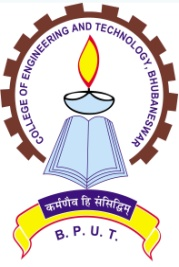 COLLEGE OF ENGINEERING AND TECHNOLOGY, BHUBANESWAR
कर्मणैव हि संसिद्धिम्
B. P. U. T.